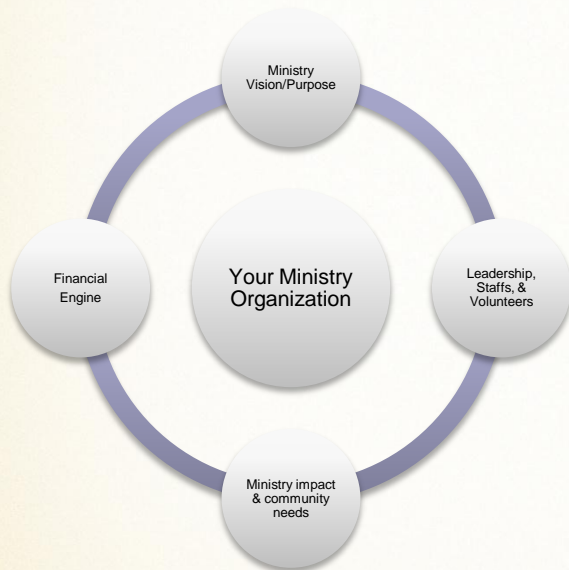 Ministry
Vision/Purpose
Financial
Engine
Your Ministry
Organization
Leadership,
Staffs, &
Volunteers
Ministry impact
& community
needs